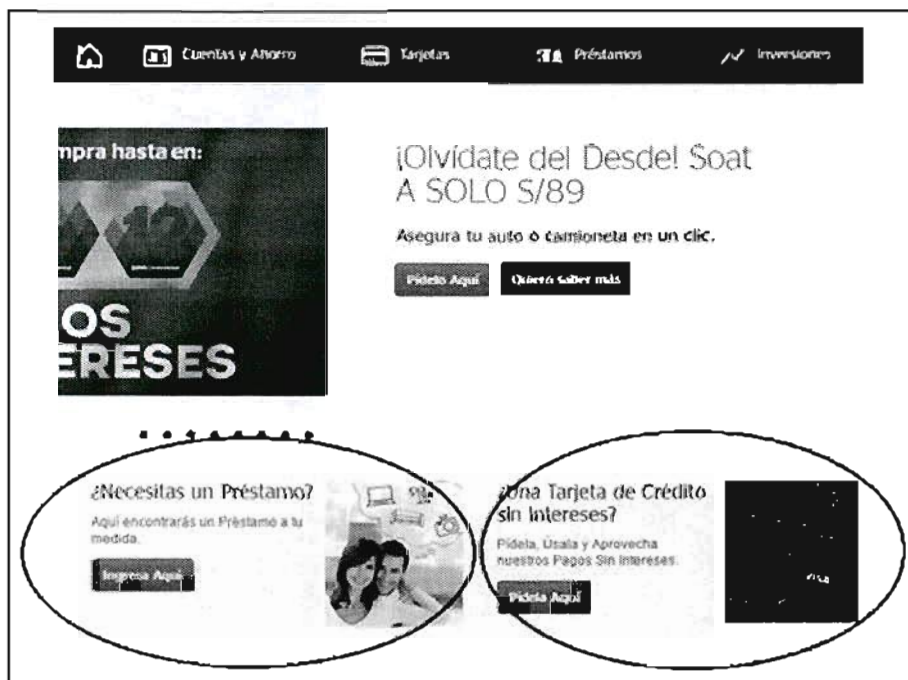 Cuentas y Ahorro
Tarjetas
Préstamos
Inversiones
mpra hasta en:
12
OS
ERESES
¡Olvídate del Desde! Soat
A SOLO S/89
Asegura tu auto o camioneta en un clic.
Pídelo Aquí
Quiero saber más
¿Necesitas un Préstamo?
Aquí encontrarás un Préstamo a tu
medida.
Ingresa Aquí
¿Una Tarjeta de Crédito
sin Intereses?
Pídela, Úsala y Aprovecha
nuestros Pagos Sin Intereses.
Pídela Aquí
VISA